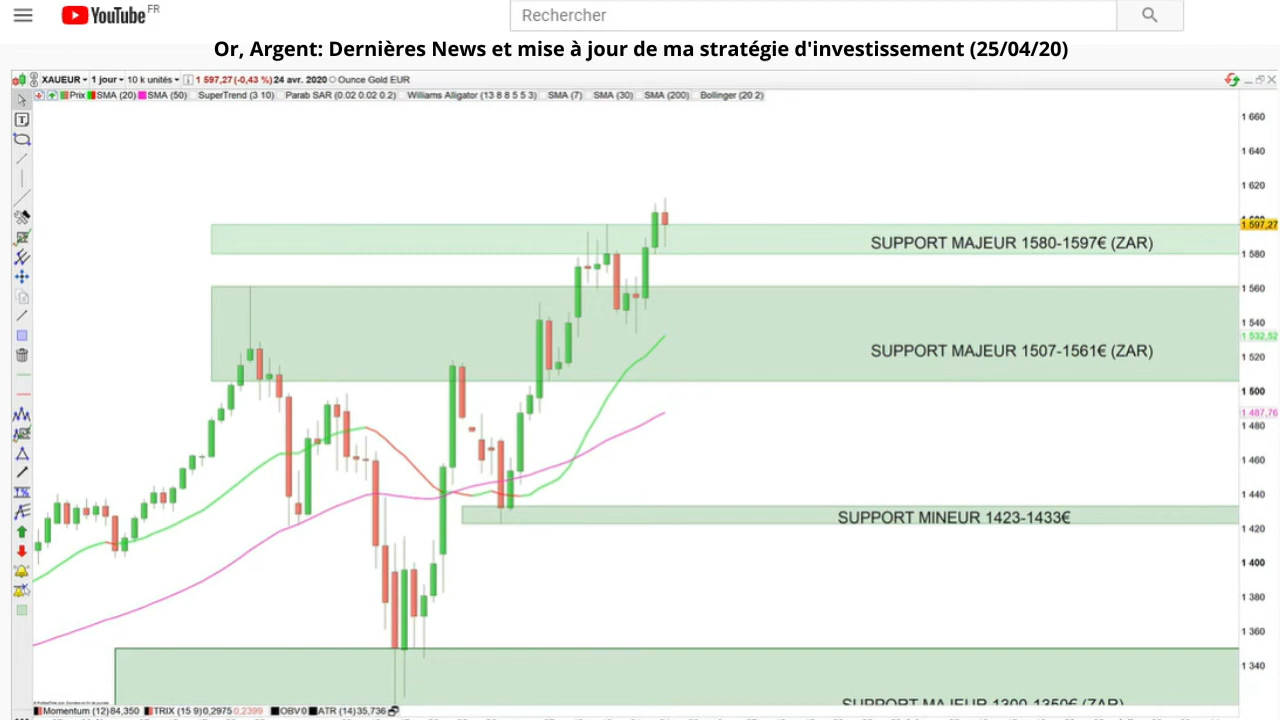 YouTube FR
Rechercher
Or, Argent: Dernières News et mise à jour de ma stratégie d'investissement (25/04/20)
XAUEUR 1 jour 10 k unités 1 597,27 (-0,43 %) 24 avr. 2020 Ounce Gold EUR
Prix SMA (20) SMA (50) SuperTrend (3 10) Parab SAR (0.02 0.02 0.2) Williams Alligator (13 8 8 5 5 3) SMA (7) SMA (30) SMA (200) Bollinger (20 2)
1 660
1 640
1 620
1 597,27
SUPPORT MAJEUR 1580-1597€ (ZAR)
1 580
1 560
1 540
1 532,52
SUPPORT MAJEUR 1507-1561€ (ZAR)
1 520
1 500
1 487,76
1 480
1 460
1 440
SUPPORT MINEUR 1423-1433€
1 420
1 400
1 380
1 360
1 340
SUPPORT MAJEUR 1300-1350€ (ZAR)
Momentum (12) 84,350 TRIX (15 9) 0,2975 0,2399 OBV 0 ATR (14) 35,736